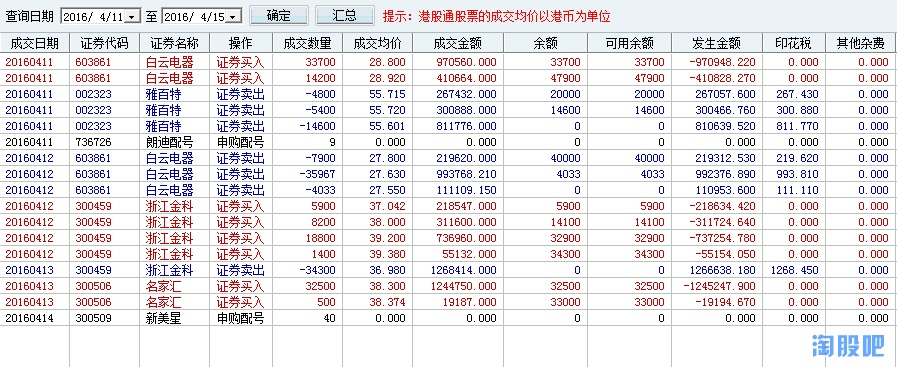 查询日期 2016/ 4/11 至 2016/ 4/15 确定 汇总 提示：港股通股票的成交均价以港币为单位
成交日期 证券代码 证券名称 操作 成交数量 成交均价 成交金额 余额 可用余额 发生金额 印花税 其他杂费
20160411 603861 白云电器 证券买入 33700 28.800 970560.000 33700 33700 -970948.220 0.000 0.000
20160411 603861 白云电器 证券买入 14200 28.920 410664.000 47900 47900 -410828.270 0.000 0.000
20160411 002323 雅百特 证券卖出 -4800 55.715 267432.000 20000 20000 267057.600 267.430 0.000
20160411 002323 雅百特 证券卖出 -5400 55.720 300888.000 14600 14600 300466.760 300.880 0.000
20160411 002323 雅百特 证券卖出 -14600 55.601 811776.000 0 0 810639.520 811.770 0.000
20160411 736726 朗迪配号 申购配号 9 0.000 0.000 0 0 0.000 0.000 0.000
20160412 603861 白云电器 证券卖出 -7900 27.800 219620.000 40000 40000 219312.530 219.620 0.000
20160412 603861 白云电器 证券卖出 -35967 27.630 993768.210 4033 4033 992376.890 993.810 0.000
20160412 603861 白云电器 证券卖出 -4033 27.550 111109.150 0 0 110953.600 111.110 0.000
20160412 300459 浙江金科 证券买入 5900 37.042 218547.000 5900 5900 -218634.420 0.000 0.000
20160412 300459 浙江金科 证券买入 8200 38.000 311600.000 14100 14100 -311724.640 0.000 0.000
20160412 300459 浙江金科 证券买入 18800 39.200 736960.000 32900 32900 -737254.780 0.000 0.000
20160412 300459 浙江金科 证券买入 1400 39.380 55132.000 34300 34300 -55154.050 0.000 0.000
20160413 300459 浙江金科 证券卖出 -34300 36.980 1268414.000 0 0 1266638.180 1268.450 0.000
20160413 300506 名家汇 证券买入 32500 38.300 1244750.000 32500 32500 -1245247.900 0.000 0.000
20160413 300506 名家汇 证券买入 500 38.374 19187.000 33000 33000 -19194.670 0.000 0.000
20160414 300509 新美星 申购配号 40 0.000 0.000 0 0 0.000 0.000 0.000
淘股吧